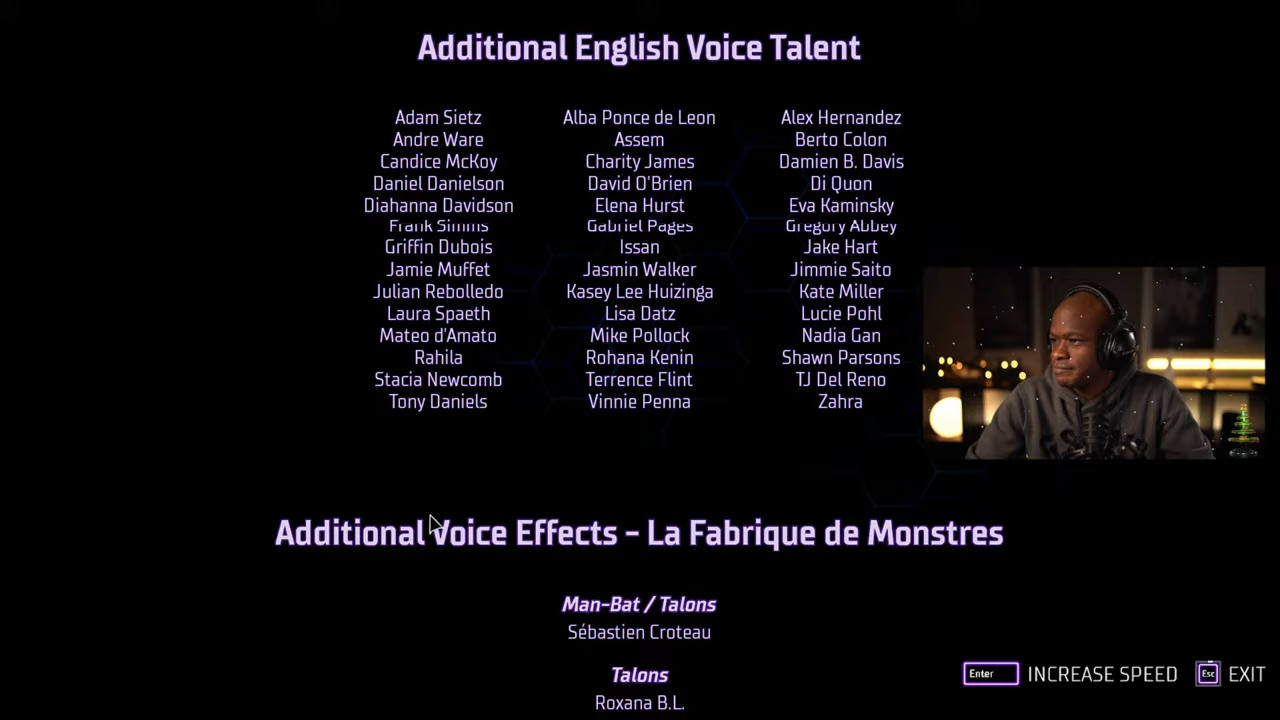 Additional English Voice Talent
Adam Sietz Alba Ponce de Leon Alex Hernandez
Andre Ware Assem Berto Colon
Candice McKoy Charity James Damien B. Davis
Daniel Danielson David O'Brien Di Quon
Diahanna Davidson Elena Hurst Eva Kaminsky
Frank Simms Gabriel Pages Gregory Abbey
Griffin Dubois Issan Jake Hart
Jamie Muffet Jasmin Walker Jimmie Saito
Julian Rebolledo Kasey Lee Huizinga Kate Miller
Laura Spaeth Lisa Datz Lucie Pohl
Mateo d'Amato Mike Pollock Nadia Gan
Rahila Rohana Kenin Shawn Parsons
Stacia Newcomb Terrence Flint TJ Del Reno
Tony Daniels Vinnie Penna Zahra
Additional Voice Effects - La Fabrique de Monstres
Man-Bat / Talons
Sébastien Croteau
Talons
Roxana B.L.
Enter INCREASE SPEED Esc EXIT